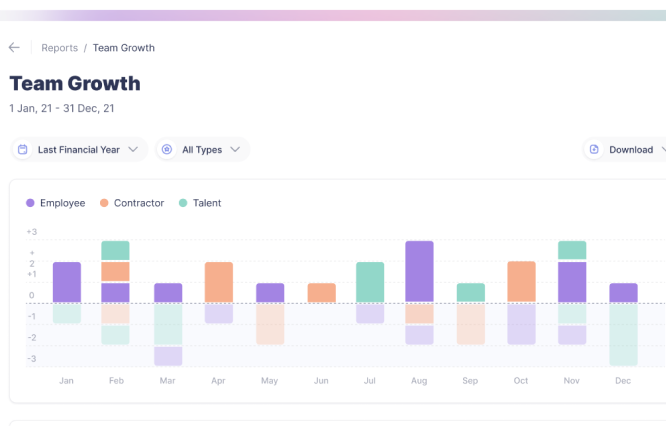 Reports / Team Growth
Team Growth
1 Jan, 21 - 31 Dec, 21
Last Financial Year All Types Download
Employee Contractor Talent
+3
+
2
+1
0
-1
-2
-3
Jan Feb Mar Apr May Jun Jul Aug Sep Oct Nov Dec